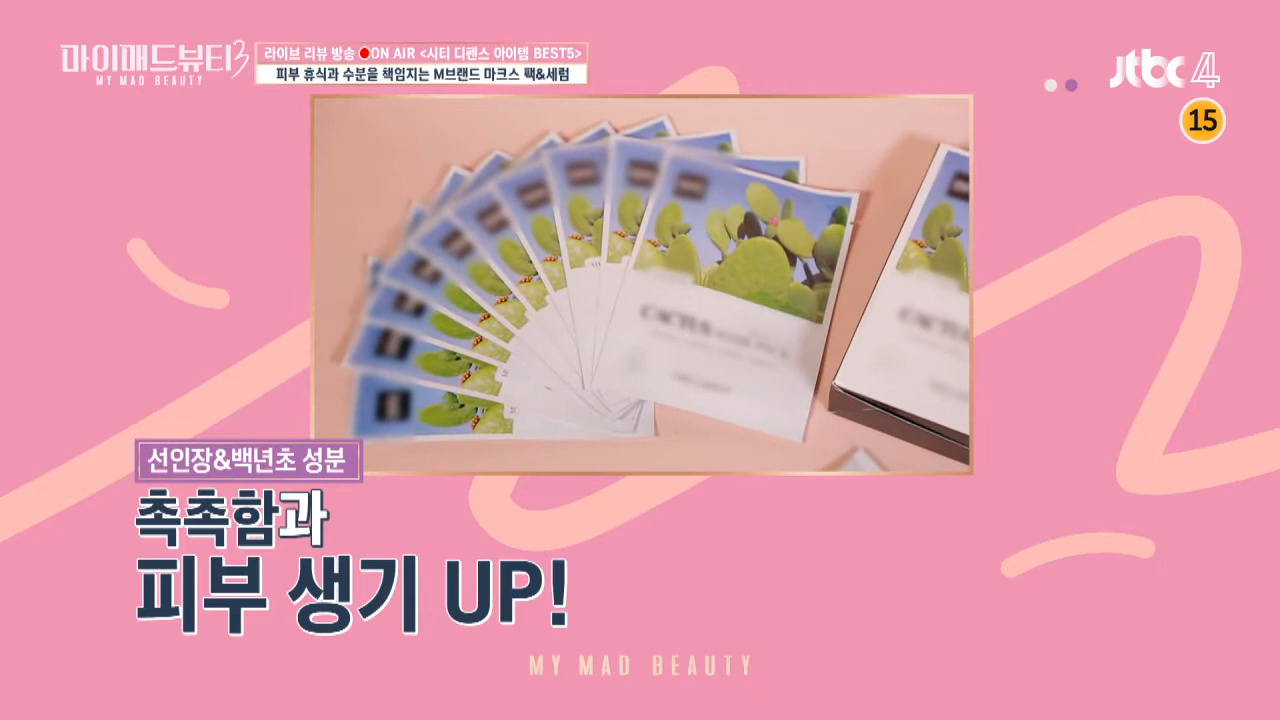 마이매드뷰티3
MY MAD BEAUTY
라이브 리뷰 방송 ON AIR <시티 디펜스 아이템 BEST5>
피부 휴식과 수분을 책임지는 M브랜드 마크스 팩&세럼
jtbc 4
15
선인장&백년초 성분
촉촉함과
피부 생기 UP!
MY MAD BEAUTY